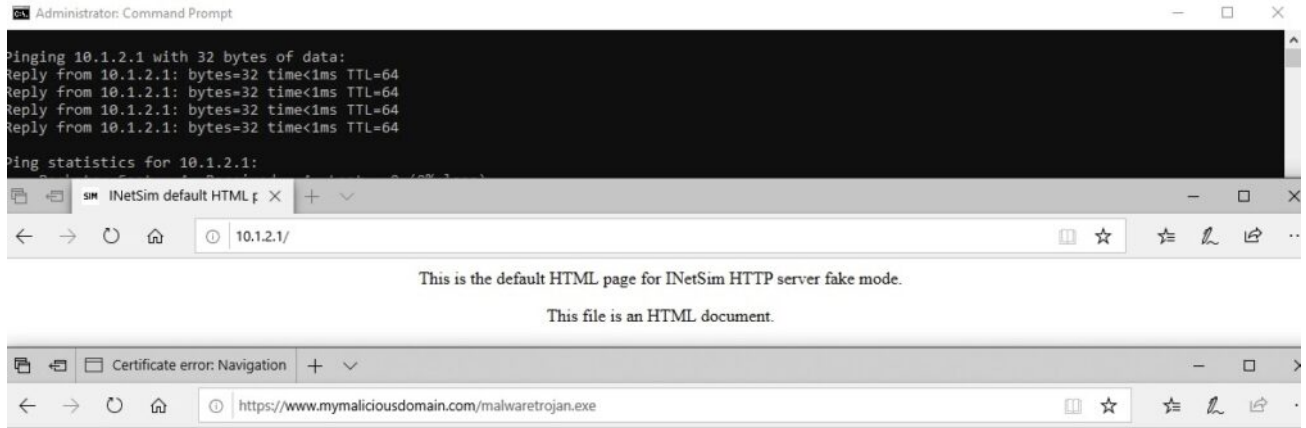 Administrator: Command Prompt
Pinging 10.1.2.1 with 32 bytes of data:
Reply from 10.1.2.1: bytes=32 time<1ms TTL=64
Reply from 10.1.2.1: bytes=32 time<1ms TTL=64
Reply from 10.1.2.1: bytes=32 time<1ms TTL=64
Reply from 10.1.2.1: bytes=32 time<1ms TTL=64
Ping statistics for 10.1.2.1:
SIM INetSim default HTML p
10.1.2.1/
This is the default HTML page for INetSim HTTP server fake mode.
This file is an HTML document.
Certificate error: Navigation
https://www.mymaliciousdomain.com/malwaretrojan.exe